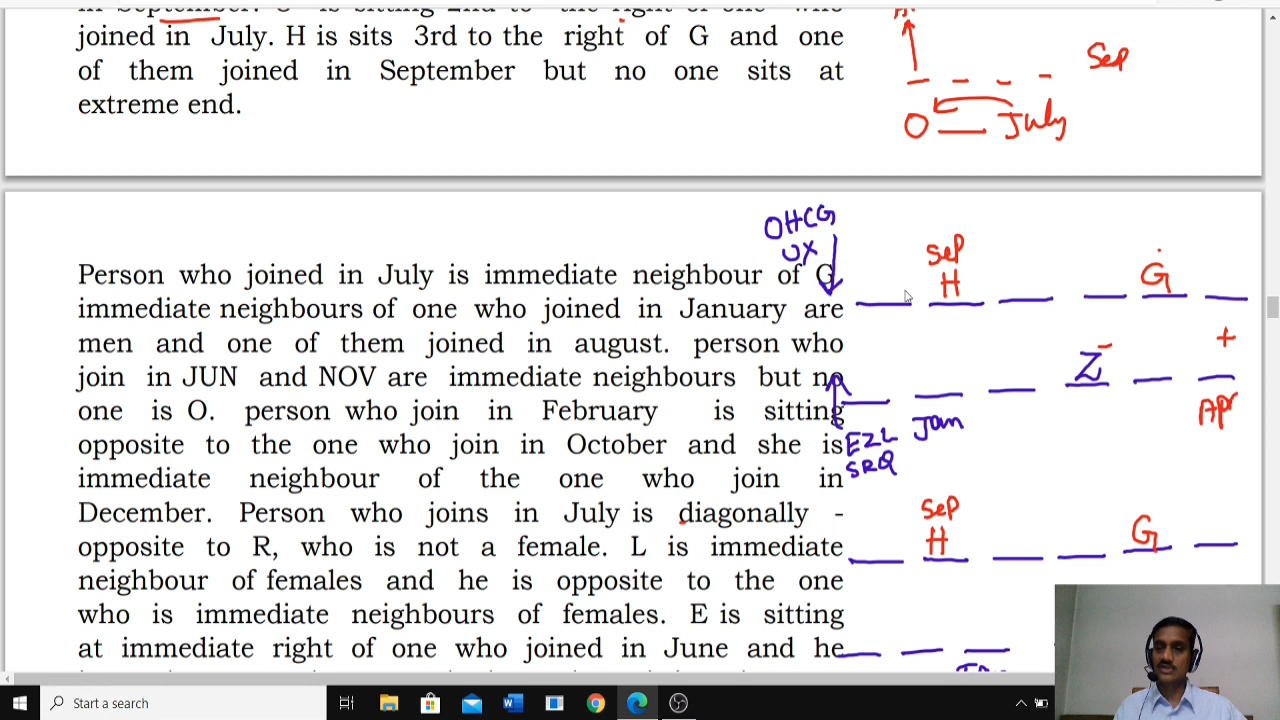 joined in July. H is sits 3rd to the right of G and one
of them joined in September but no one sits at
extreme end.
Sep
O July
Person who joined in July is immediate neighbour of G
immediate neighbours of one who joined in January are
men and one of them joined in august. person who
join in JUN and NOV are immediate neighbours but no
one is O. person who join in February is sitting
opposite to the one who join in October and she is
immediate neighbour of the one who join in
December. Person who joins in July is diagonally -
opposite to R, who is not a female. L is immediate
neighbour of females and he is opposite to the one
who is immediate neighbours of females. E is sitting
at immediate right of one who joined in June and he
OHCG
UX
Sep
H G
Z
+
Apr
Jan
EZL
SRQ
Sep
H G
Start a search